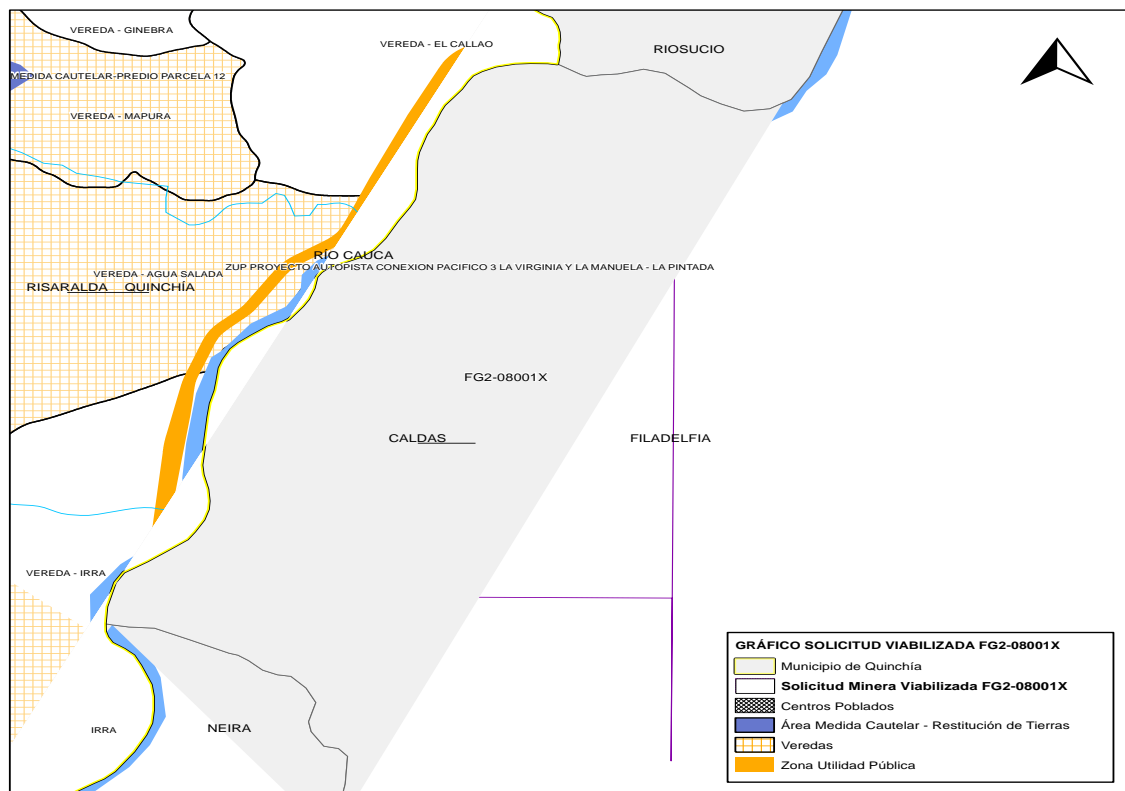 VEREDA - GINEBRA
VEREDA - EL CALLAO
RIOSUCIO
MEDIDA CAUTELAR-PREDIO PARCELA 12
VEREDA - MAPURA
RÍO CAUCA
ZUP PROYECTO AUTOPISTA CONEXION PACIFICO 3 LA VIRGINIA Y LA MANUELA - LA PINTADA
VEREDA - AGUA SALADA
RISARALDA QUINCHÍA
FG2-08001X
CALDAS
FILADELFIA
VEREDA - IRRA
IRRA
NEIRA
GRÁFICO SOLICITUD VIABILIZADA FG2-08001X
Municipio de Quinchía
Solicitud Minera Viabilizada FG2-08001X
Centros Poblados
Área Medida Cautelar - Restitución de Tierras
Veredas
Zona Utilidad Pública